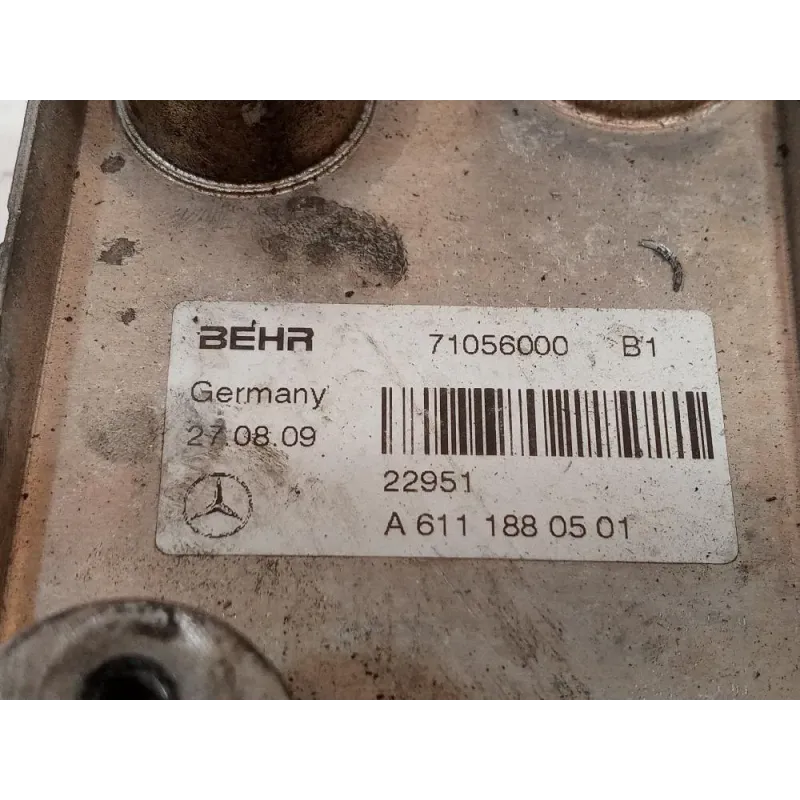 BEHR 71056000 B1
Germany
27.08.09
22951
A 611 188 05 01